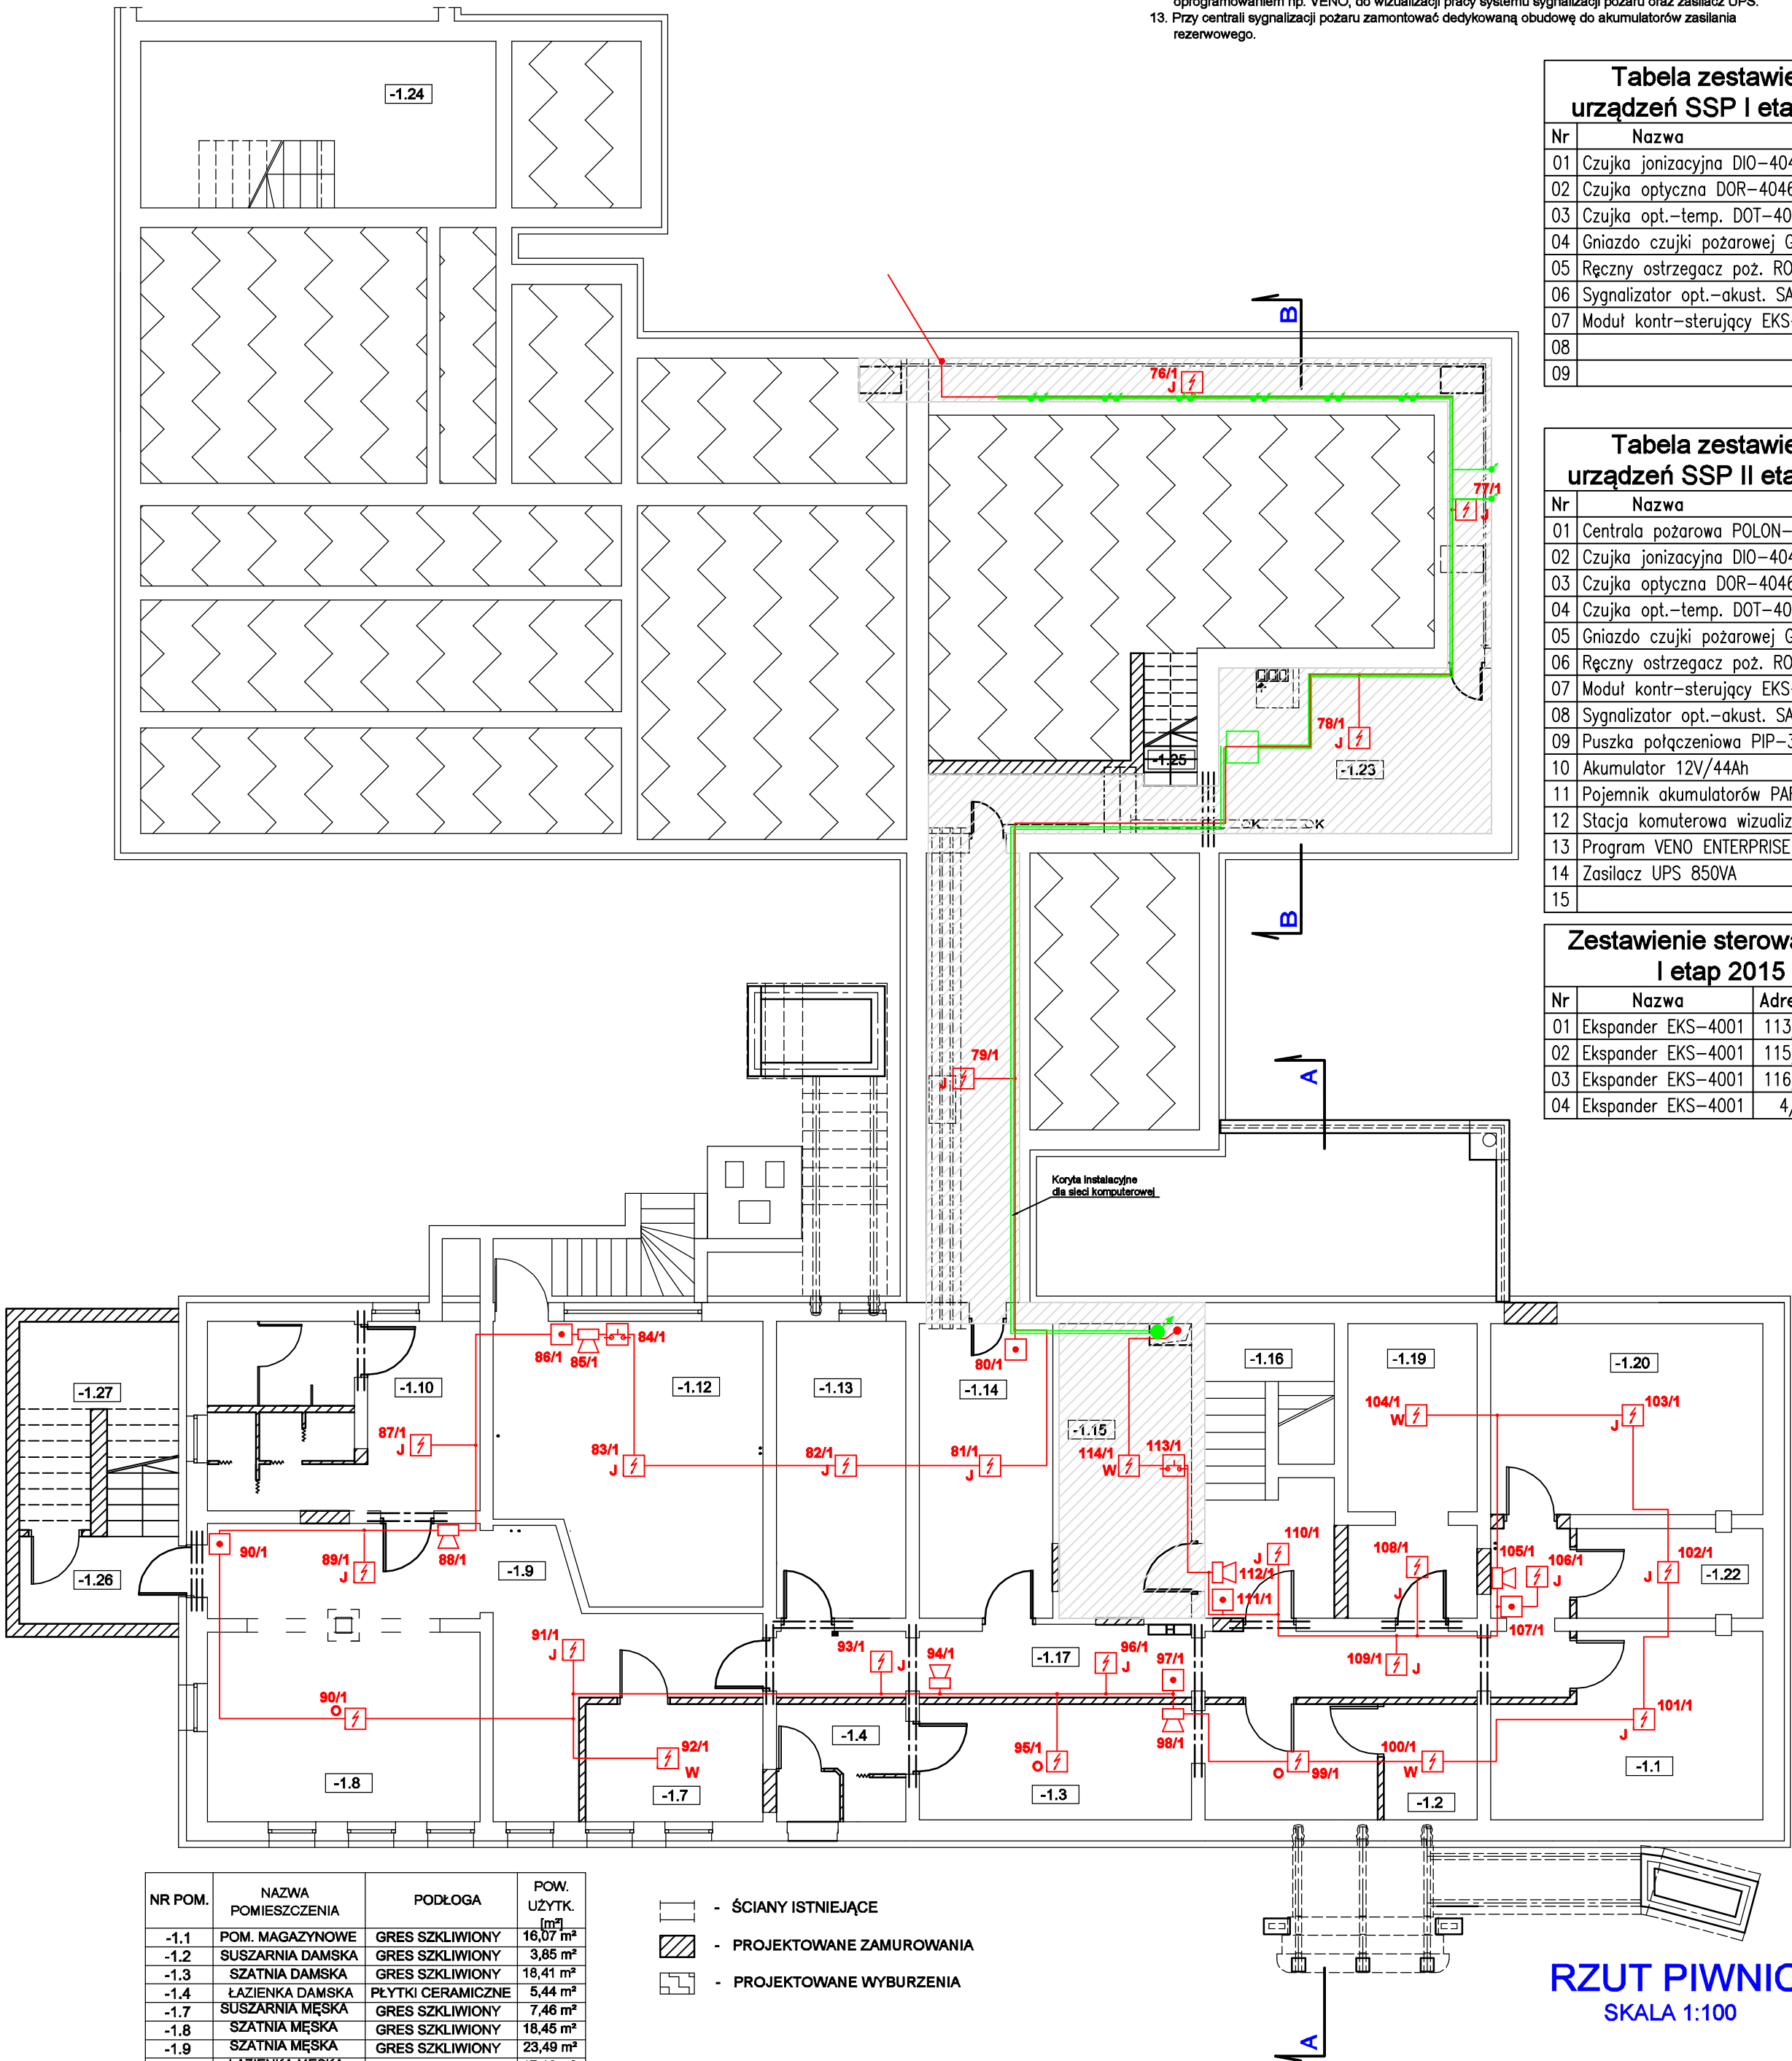 oprogramowaniem np. VENO, do wizualizacji pracy systemu sygnalizacji pożaru oraz zasilacz UPS.
13. Przy centrali sygnalizacji pożaru zamontować dedykowaną obudowę do akumulatorów zasilania
rezerwowego.
Tabela zestawie
urządzeń SSP I eta
Nr Nazwa
01 Czujka jonizacyjna DIO-404
02 Czujka optyczna DOR-4046
03 Czujka opt.-temp. DOT-40
04 Gniazdo czujki pożarowej G
05 Ręczny ostrzegacz poż. RO
06 Sygnalizator opt.-akust. SA
07 Moduł kontr-sterujący EKS-
08
09
Tabela zestawie
urządzeń SSP II eta
Nr Nazwa
01 Centrala pożarowa POLON-
02 Czujka jonizacyjna DIO-404
03 Czujka optyczna DOR-4046
04 Czujka opt.-temp. DOT-40
05 Gniazdo czujki pożarowej G
06 Ręczny ostrzegacz poż. RO
07 Moduł kontr-sterujący EKS-
08 Sygnalizator opt.-akust. SA
09 Puszka połączeniowa PIP-3
10 Akumulator 12V/44Ah
11 Pojemnik akumulatorów PAR
12 Stacja komuterowa wizualiz
13 Program VENO ENTERPRISE
14 Zasilacz UPS 850VA
15
Zestawienie sterowa
I etap 2015
Nr Nazwa Adre
01 Ekspander EKS-4001 113
02 Ekspander EKS-4001 115
03 Ekspander EKS-4001 116
04 Ekspander EKS-4001 4/
-1.24
B
76/1
J
77/1
J
78/1
J
-1.25
-1.23
K K
B
79/1
J
A
Koryta instalacyjne
dla sieci komputerowej
86/1
85/1
84/1
80/1
-1.27
-1.10
-1.12
-1.13
-1.14
-1.16
-1.19
-1.20
87/1
J
83/1
J
82/1
J
81/1
J
-1.15
114/1
W
113/1
104/1
W
103/1
J
90/1
89/1
J
88/1
-1.9
-1.26
110/1
J
112/1
111/1
108/1
J
105/1
106/1
J
102/1
J
-1.22
107/1
91/1
J
93/1
J
94/1
-1.17
96/1
J
97/1
109/1
J
90/1
O
92/1
W
-1.4
95/1
O
98/1
O
99/1
100/1
W
101/1
J
-1.8
-1.7
-1.3
-1.2
-1.1
NR POM. NAZWA POMIESZCZENIA PODŁOGA POW. UŻYTK. [m²]
-1.1 POM. MAGAZYNOWE GRES SZKLIWIONY 16,07 m²
-1.2 SUSZARNIA DAMSKA GRES SZKLIWIONY 3,85 m²
-1.3 SZATNIA DAMSKA GRES SZKLIWIONY 18,41 m²
-1.4 ŁAZIENKA DAMSKA PŁYTKI CERAMICZNE 5,44 m²
-1.7 SUSZARNIA MĘSKA GRES SZKLIWIONY 7,46 m²
-1.8 SZATNIA MĘSKA GRES SZKLIWIONY 18,45 m²
-1.9 SZATNIA MĘSKA GRES SZKLIWIONY 23,49 m²
- ŚCIANY ISTNIEJĄCE
- PROJEKTOWANE ZAMUROWANIA
- PROJEKTOWANE WYBURZENIA
RZUT PIWNIC
SKALA 1:100
A